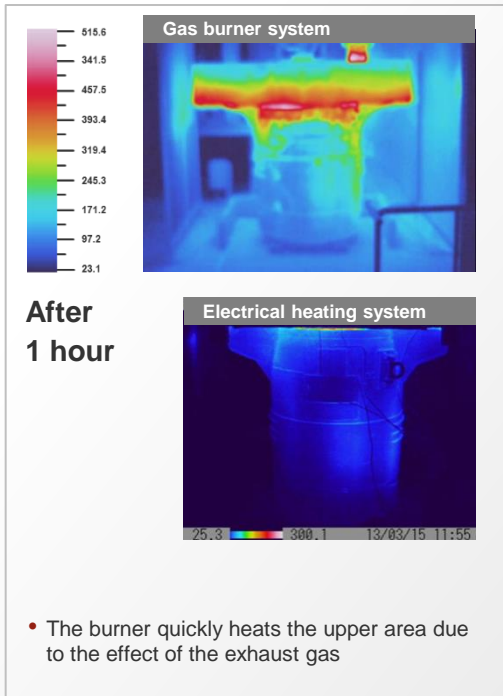 Gas burner system
515.6
341.5
457.5
393.4
319.4
245.3
171.2
97.2
23.1
After
1 hour
Electrical heating system
25.3 300.1 13/03/15 11:55
• The burner quickly heats the upper area due
to the effect of the exhaust gas